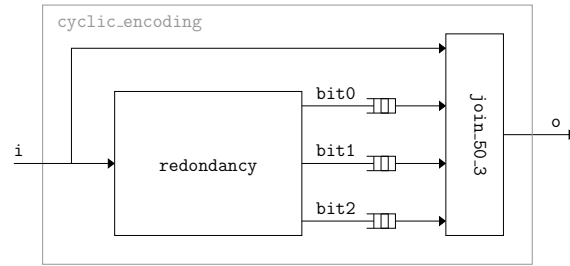 cyclic_encoding
bit0
i
redondancy
bit1
bit2
join_50_3
o